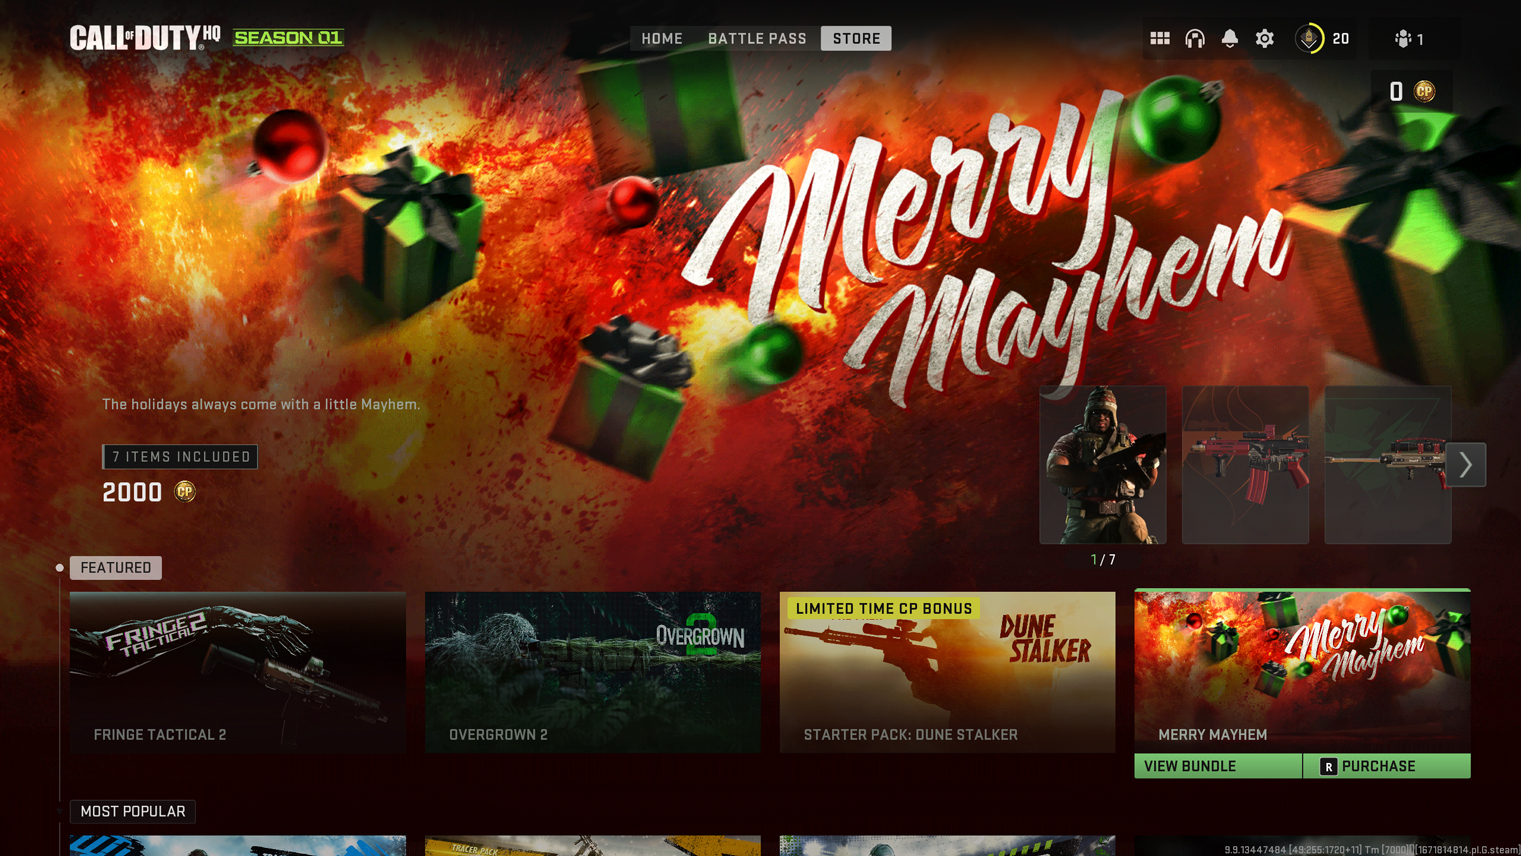 CALL OF DUTY HQ SEASON 01
HOME BATTLE PASS STORE
20
1
0 CP
Merry
Mayhem
The holidays always come with a little Mayhem.
7 ITEMS INCLUDED
2000 CP
1 / 7
FEATURED
FRINGE TACTICAL 2
FRINGE TACTICAL 2
OVERGROWN 2
OVERGROWN 2
LIMITED TIME CP BONUS
DUNE STALKER
STARTER PACK: DUNE STALKER
Merry Mayhem
MERRY MAYHEM
VIEW BUNDLE
R PURCHASE
MOST POPULAR
TRACER PACK
9.9.13447484 [49:255:1720+11] Tm [7000][][1671814814.pl.G.steam]